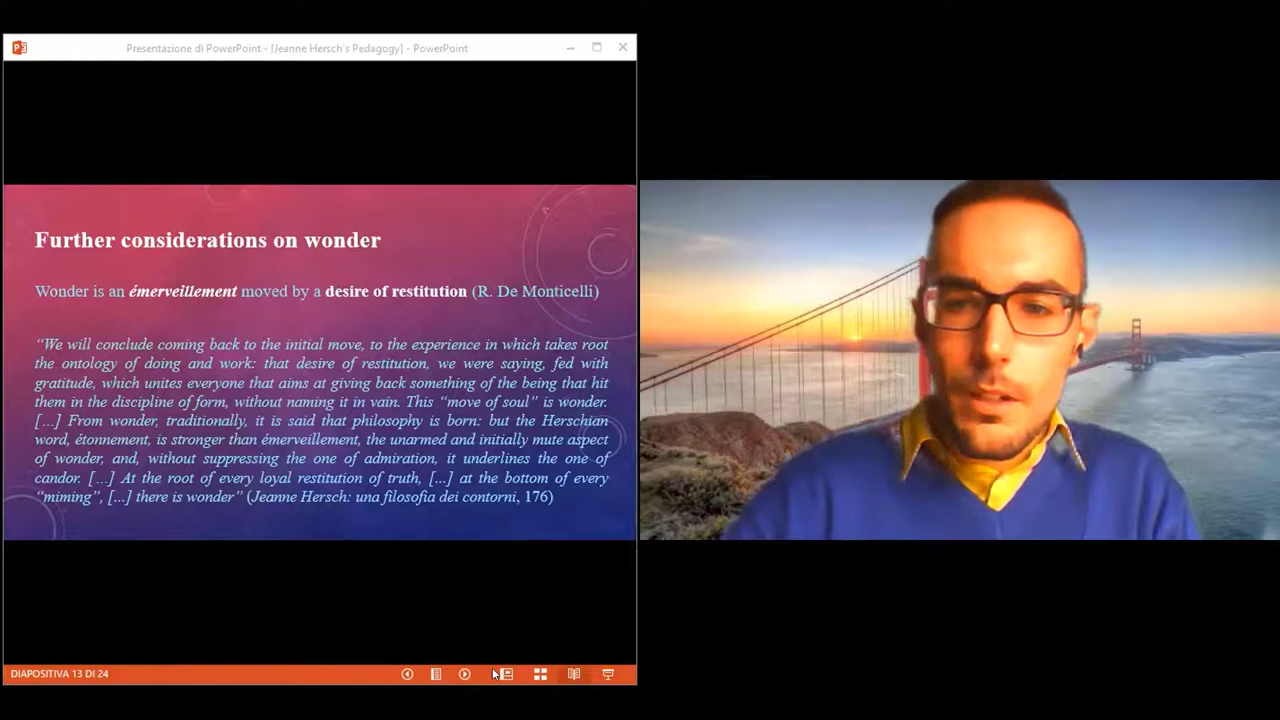 Presentazione di PowerPoint - [Jeanne Hersch's Pedagogy] - PowerPoint
Further considerations on wonder
Wonder is an émerveillement moved by a desire of restitution (R. De Monticelli)
“We will conclude coming back to the initial move, to the experience in which takes root
the ontology of doing and work: that desire of restitution, we were saying, fed with
gratitude, which unites everyone that aims at giving back something of the being that hit
them in the discipline of form, without naming it in vain. This “move of soul” is wonder.
[…] From wonder, traditionally, it is said that philosophy is born: but the Herschian
word, étonnement, is stronger than émerveillement, the unarmed and initially mute aspect
of wonder, and, without suppressing the one of admiration, it underlines the one of
candor. […] At the root of every loyal restitution of truth, […] at the bottom of every
“miming”, […] there is wonder” (Jeanne Hersch: una filosofia dei contorni, 176)
DIAPOSITIVA 13 DI 24